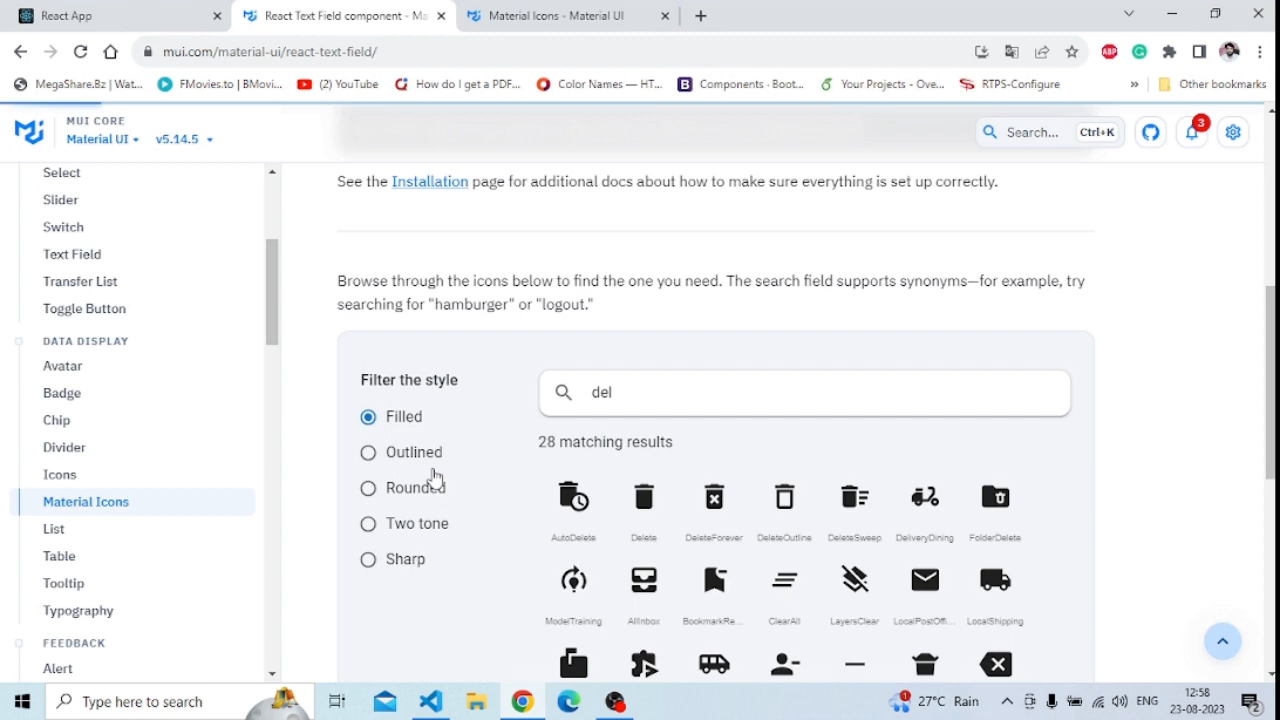 React App
React Text Field component - Ma
Material Icons - Material UI
mui.com/material-ui/react-text-field/
MegaShare.Bz | Wat...
FMovies.to | BMovi...
(2) YouTube
How do I get a PDF...
Color Names — HT...
Components · Boot...
Your Projects - Ove...
RTPS-Configure
»
Other bookmarks
MUI CORE
Material UI
v5.14.5
Search...
Ctrl+K
3
Select
Slider
Switch
Text Field
Transfer List
Toggle Button
DATA DISPLAY
Avatar
Badge
Chip
Divider
Icons
Material Icons
List
Table
Tooltip
Typography
FEEDBACK
Alert
See the Installation page for additional docs about how to make sure everything is set up correctly.
Browse through the icons below to find the one you need. The search field supports synonyms—for example, try
searching for "hamburger" or "logout."
Filter the style
Filled
Outlined
Rounded
Two tone
Sharp
del
28 matching results
AutoDelete Delete DeleteForever DeleteOutline DeleteSweep DeliveryDining FolderDelete
ModelTraining AllInbox BookmarkRe... ClearAll LayersClear LocalPostOffi... LocalShipping
Type here to search
1
27°C Rain
ENG
12:58
23-08-2023
2